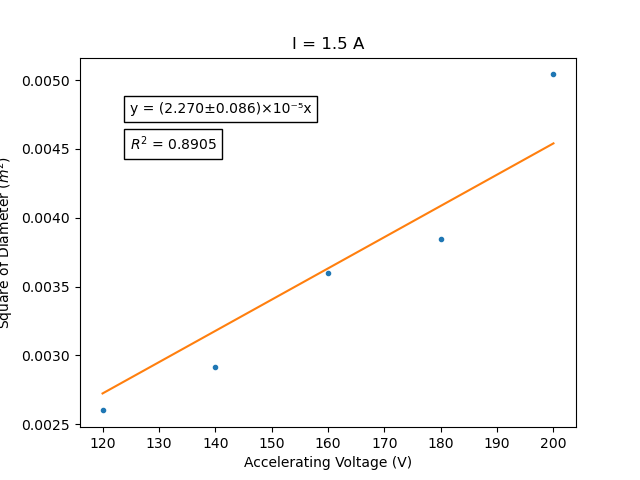 I = 1.5 A
y = (2.270±0.086)×10⁻⁵x
R² = 0.8905
0.0050
0.0045
0.0040
0.0035
0.0030
0.0025
Square of Diameter (m²)
120 130 140 150 160 170 180 190 200
Accelerating Voltage (V)